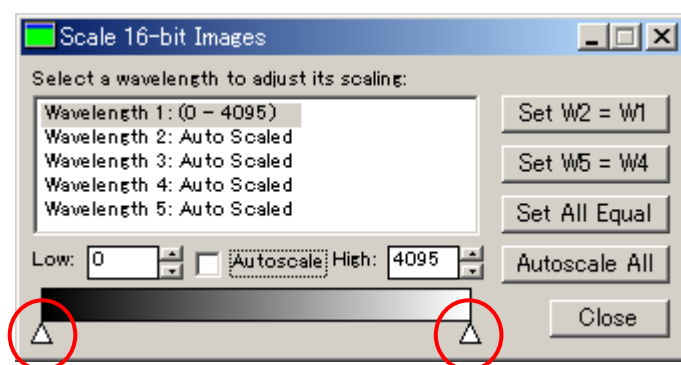 Scale 16-bit Images
Select a wavelength to adjust its scaling:
Wavelength 1: (0 - 4095)
Wavelength 2: Auto Scaled
Wavelength 3: Auto Scaled
Wavelength 4: Auto Scaled
Wavelength 5: Auto Scaled
Set W2 = W1
Set W5 = W4
Set All Equal
Low: 0 Autoscale High: 4095
Autoscale All
Close